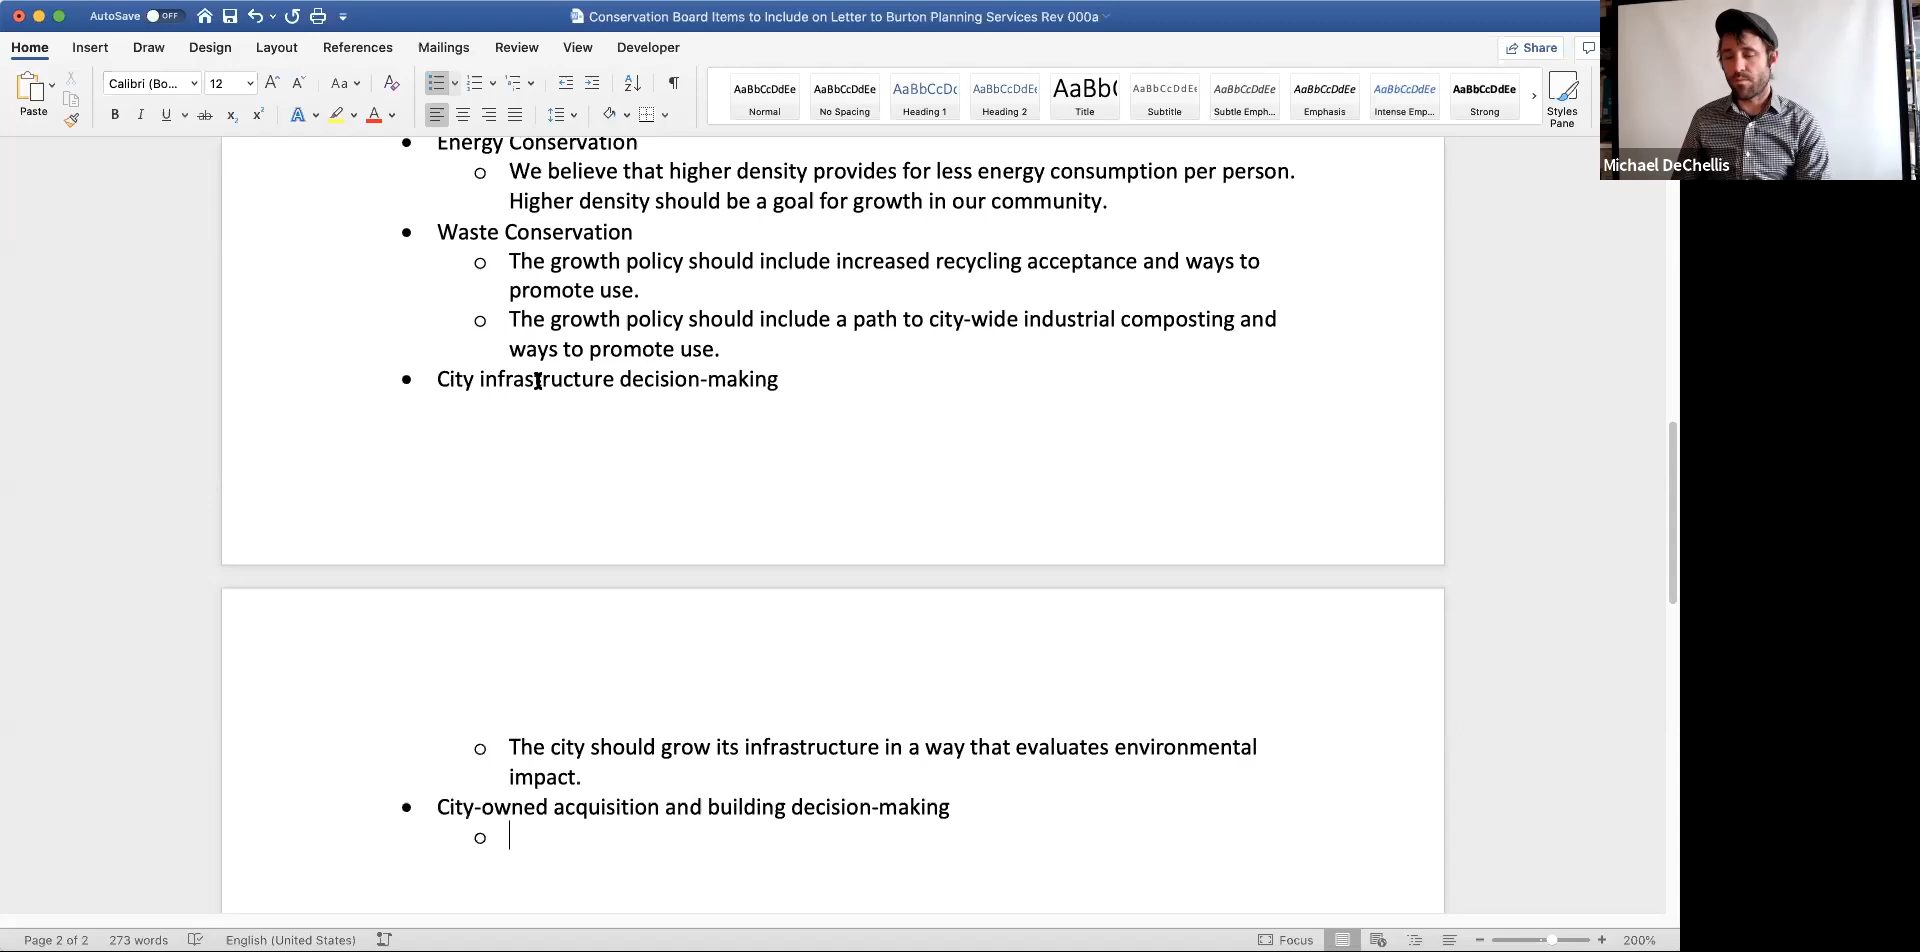 AutoSave OFF
Conservation Board Items to Include on Letter to Burton Planning Services Rev 000a
Home Insert Draw Design Layout References Mailings Review View Developer
Share
Paste
Calibri (Bo...
12
Aa
AaBbCcDdEe Normal
AaBbCcDdEe No Spacing
AaBbCcDc Heading 1
AaBbCcDdEe Heading 2
AaBb( Title
AaBbCcDdEe Subtitle
AaBbCcDdEe Subtle Emph...
AaBbCcDdEe Emphasis
AaBbCcDdEe Intense Emp...
AaBbCcDdEe Strong
Styles Pane
Michael DeChellis
• Energy Conservation
o We believe that higher density provides for less energy consumption per person.
Higher density should be a goal for growth in our community.
• Waste Conservation
o The growth policy should include increased recycling acceptance and ways to
promote use.
o The growth policy should include a path to city-wide industrial composting and
ways to promote use.
• City infrastructure decision-making
o The city should grow its infrastructure in a way that evaluates environmental
impact.
• City-owned acquisition and building decision-making
o
Page 2 of 2 273 words English (United States) Focus 200%